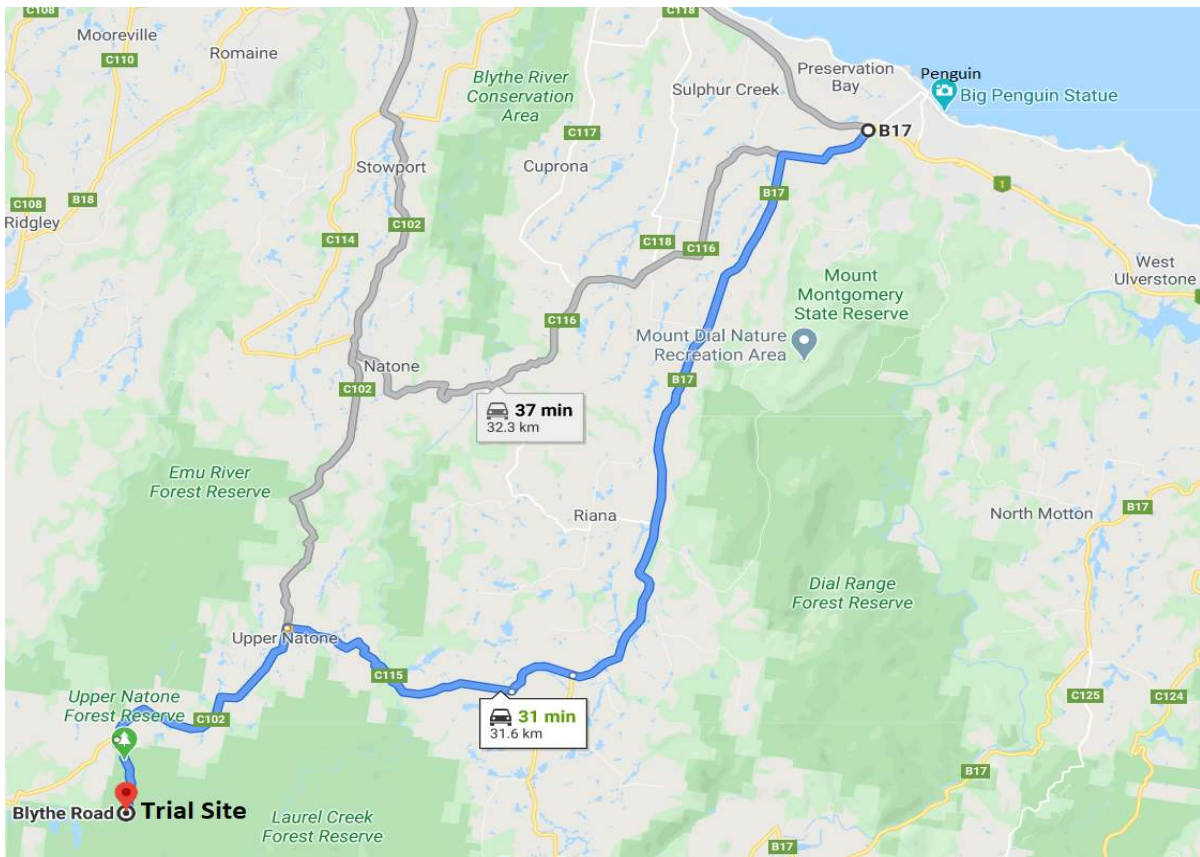 C108
C118
Mooreville
C110
Romaine
Preservation
Bay
Penguin
Big Penguin Statue
Blythe River
Conservation
Area
Sulphur Creek
C117
B17
Stowport
Cuprona
B17
1
C108
B18
Ridgley
C102
C114
C118
C116
West
Ulverstone
Mount
Montgomery
State Reserve
C116
Mount Dial Nature
Recreation Area
Natone
C102
B17
37 min
32.3 km
Emu River
Forest Reserve
Riana
North Motton
B17
Dial Range
Forest Reserve
Upper Natone
C115
Upper Natone
Forest Reserve
C102
31 min
31.6 km
C125
C124
B17
Blythe Road
Trial Site
Laurel Creek
Forest Reserve
B17